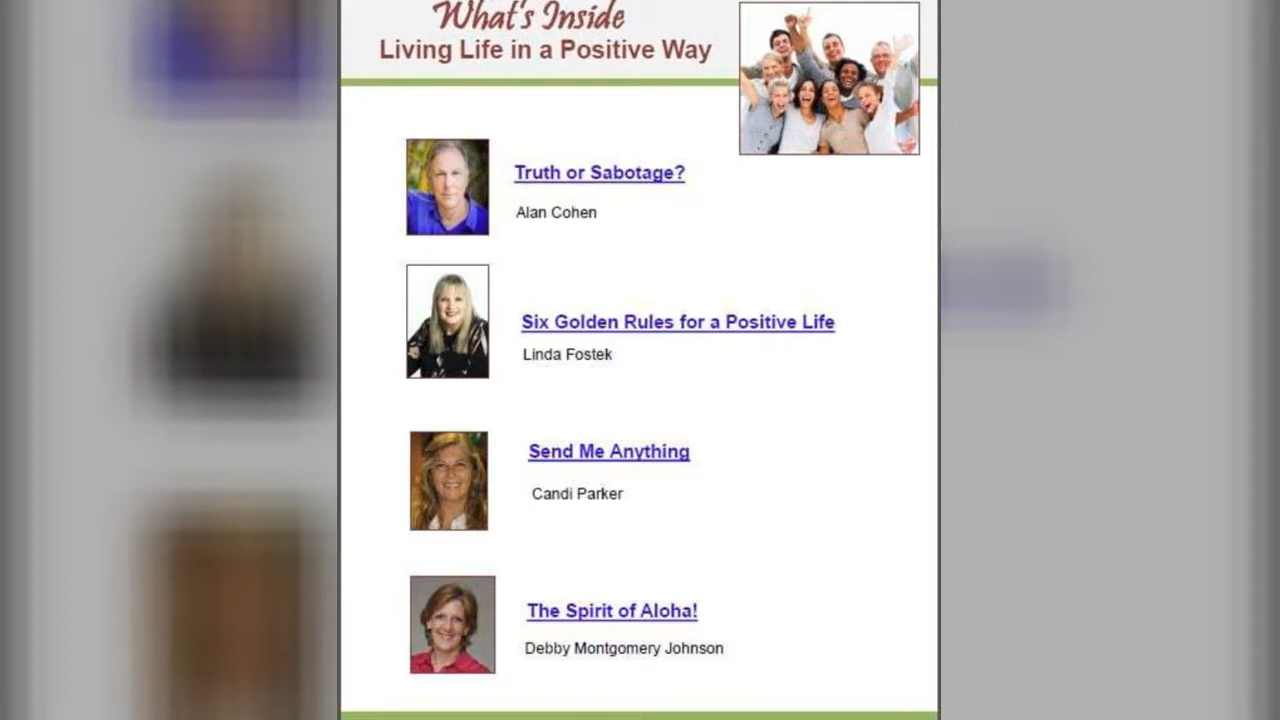 What's Inside
Living Life in a Positive Way
Truth or Sabotage?
Alan Cohen
Six Golden Rules for a Positive Life
Linda Fostek
Send Me Anything
Candi Parker
The Spirit of Aloha!
Debby Montgomery Johnson